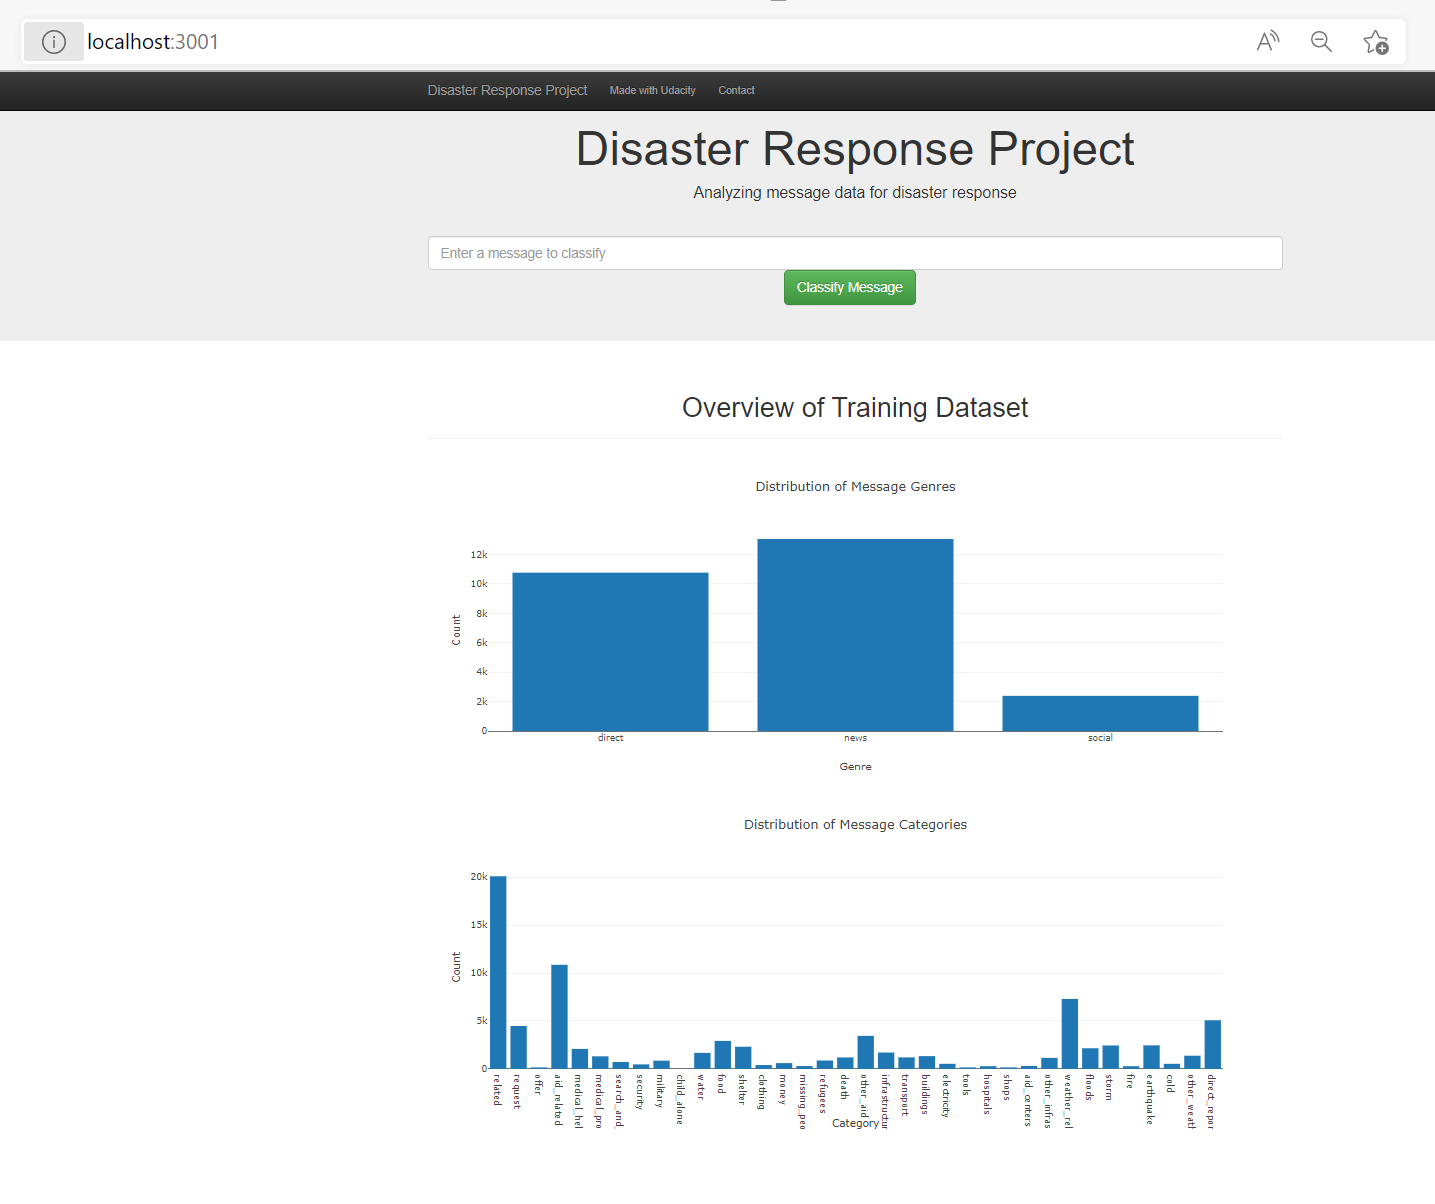 localhost:3001
Disaster Response Project Made with Udacity Contact
Disaster Response Project
Analyzing message data for disaster response
Enter a message to classify
Classify Message
Overview of Training Dataset
Distribution of Message Genres
12k
10k
8k
6k
4k
2k
0
Count
direct news social
Genre
Distribution of Message Categories
20k
15k
10k
5k
0
Count
related
request
offer
aid_related
medical_hel
medical_pro
search_and_
security
military
child_alone
water
food
shelter
clothing
money
missing_peo
refugees
death
other_aid
infrastructur
transport
buildings
electricity
tools
hospitals
shops
aid_centers
other_infras
weather_rel
floods
storm
fire
earthquake
cold
other_weath
direct_repor
Category